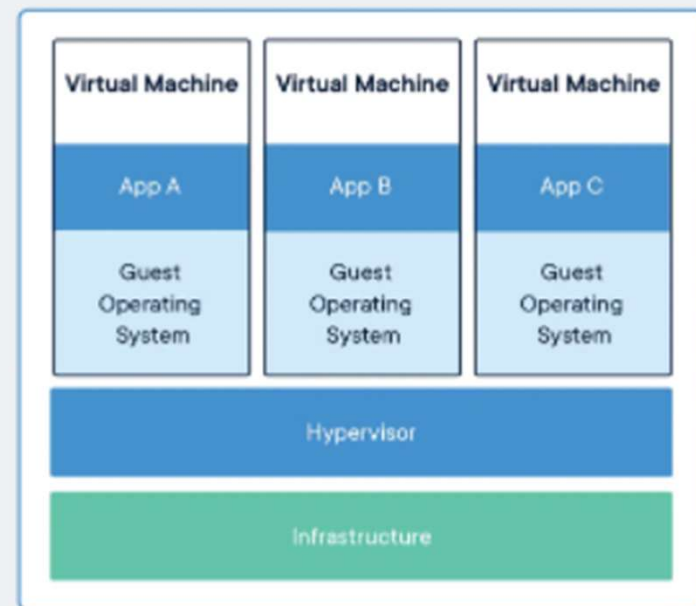 Virtual Machine
Virtual Machine
Virtual Machine
App A
App B
App C
Guest
Operating
System
Guest
Operating
System
Guest
Operating
System
Hypervisor
Infrastructure